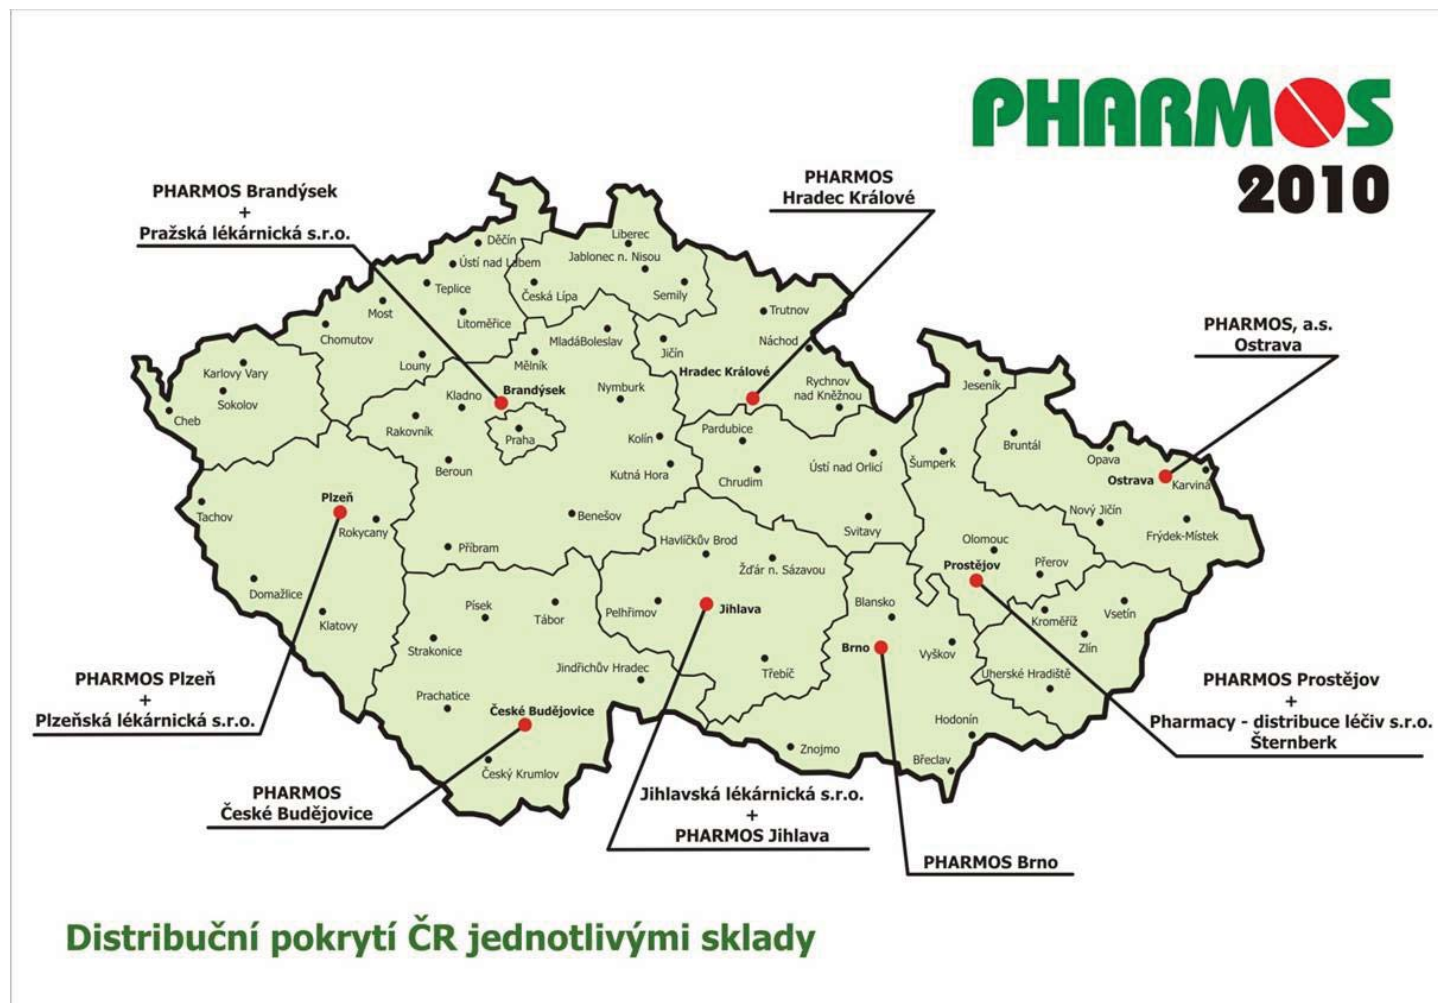 PHARMOS
2010
PHARMOS Brandýsek
+
Pražská lékárnická s.r.o.
PHARMOS
Hradec Králové
PHARMOS, a.s.
Ostrava
Děčín
Ústí nad Labem
Teplice
Most
Litoměřice
Chomutov
Louny
Liberec
Jablonec n. Nisou
Česká Lípa
Semily
Trutnov
Náchod
Jičín
Hradec Králové
Rychnov
nad Kněžnou
MladáBoleslav
Mělník
Nymburk
Kladno
Brandýsek
Rakovník
Praha
Kolín
Beroun
Kutná Hora
Benešov
Příbram
Karlovy Vary
Sokolov
Cheb
Plzeň
Tachov
Rokycany
Domažlice
Klatovy
Pardubice
Chrudim
Ústí nad Orlicí
Svitavy
Jeseník
Šumperk
Bruntál
Opava
Ostrava
Karviná
Nový Jičín
Frýdek-Místek
Olomouc
Prostějov
Přerov
Havlíčkův Brod
Žďár n. Sázavou
Pelhřimov
Jihlava
Třebíč
Písek
Tábor
Strakonice
Jindřichův Hradec
Prachatice
České Budějovice
Český Krumlov
Blansko
Brno
Vyškov
Hodonín
Znojmo
Břeclav
Kroměříž
Vsetín
Zlín
Uherské Hradiště
PHARMOS Plzeň
+
Plzeňská lékárnická s.r.o.
PHARMOS
České Budějovice
Jihlavská lékárnická s.r.o.
+
PHARMOS Jihlava
PHARMOS Brno
PHARMOS Prostějov
+
Pharmacy - distribuce léčiv s.r.o.
Šternberk
Distribuční pokrytí ČR jednotlivými sklady